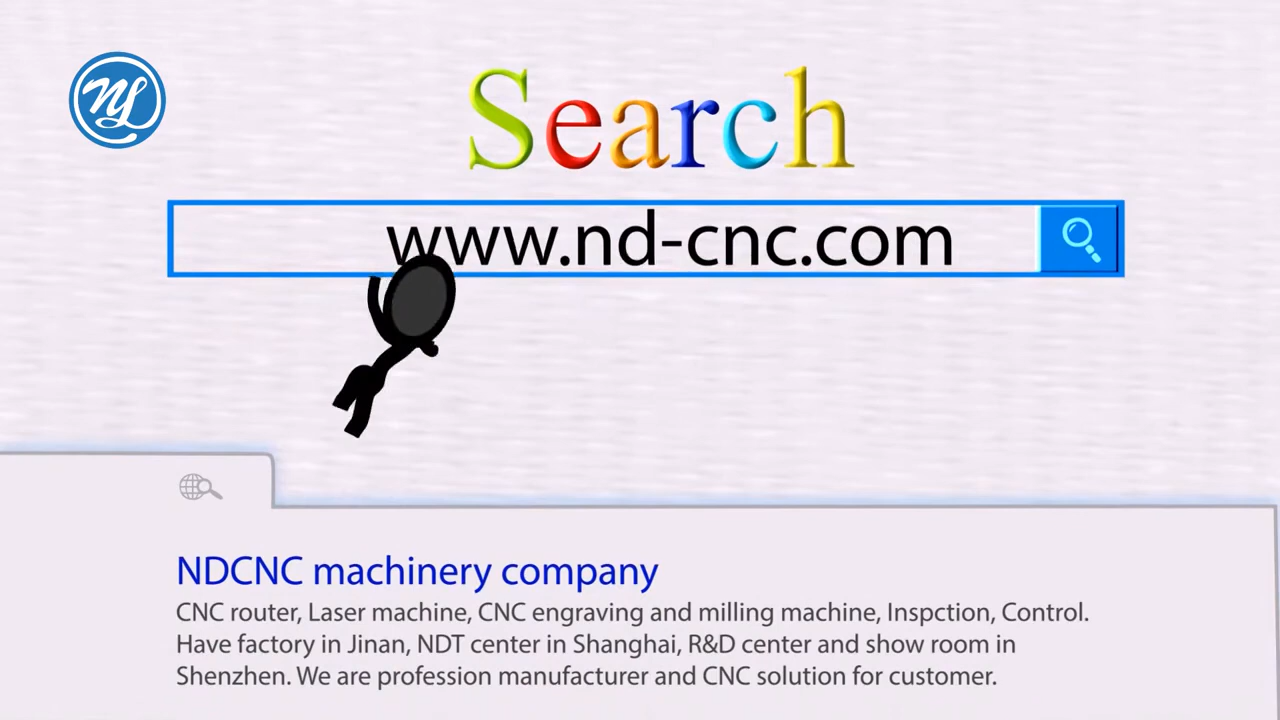 Search
www.nd-cnc.com
NDCNC machinery company
CNC router, Laser machine, CNC engraving and milling machine, Inspction, Control.
Have factory in Jinan, NDT center in Shanghai, R&D center and show room in
Shenzhen. We are profession manufacturer and CNC solution for customer.